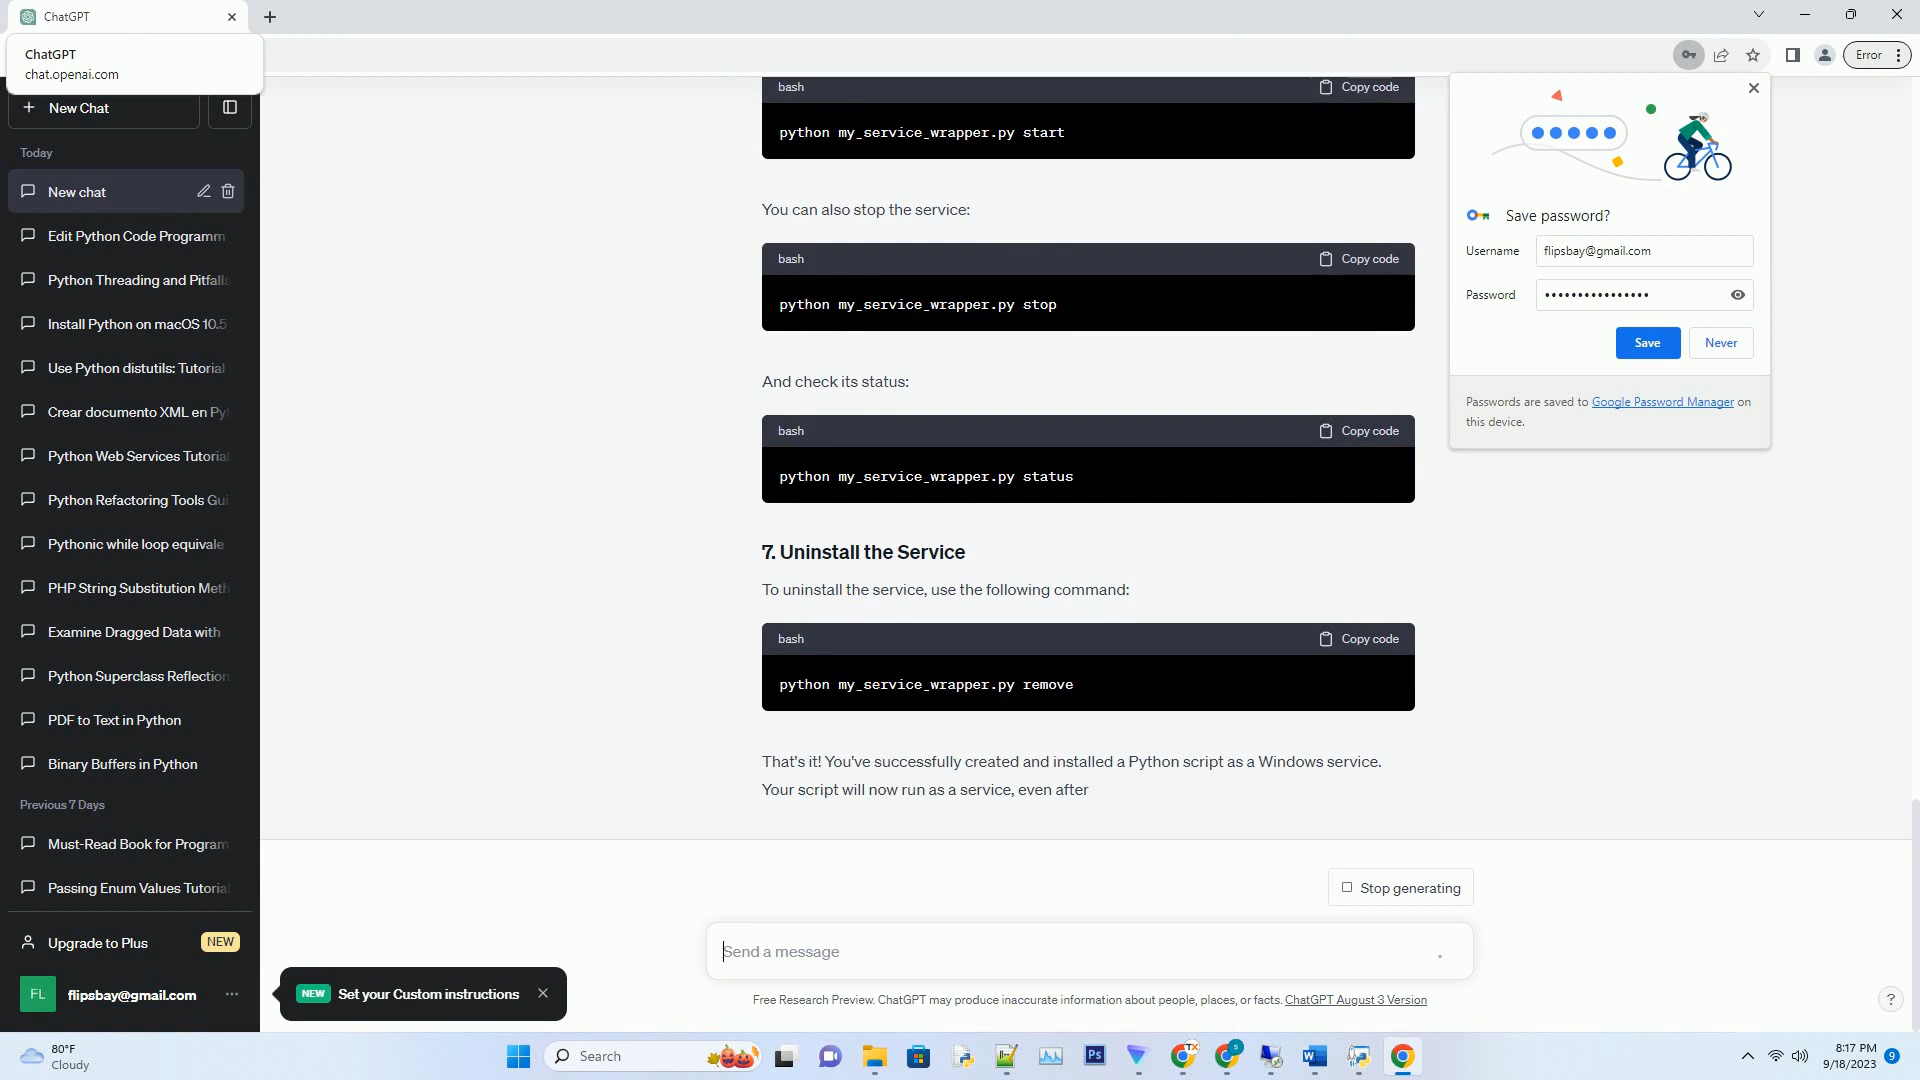 ChatGPT
ChatGPT
chat.openai.com
Error
New Chat
Today
New chat
Edit Python Code Programm
Python Threading and Pitfalls
Install Python on macOS 10.5
Use Python distutils: Tutorial
Crear documento XML en Pyt
Python Web Services Tutorial
Python Refactoring Tools Gui
Pythonic while loop equivale
PHP String Substitution Meth
Examine Dragged Data with
Python Superclass Reflection
PDF to Text in Python
Binary Buffers in Python
Previous 7 Days
Must-Read Book for Program
Passing Enum Values Tutorial
Upgrade to Plus NEW
FL flipsbay@gmail.com
NEW Set your Custom instructions
bash Copy code
python my_service_wrapper.py start
You can also stop the service:
bash Copy code
python my_service_wrapper.py stop
And check its status:
bash Copy code
python my_service_wrapper.py status
7. Uninstall the Service
To uninstall the service, use the following command:
bash Copy code
python my_service_wrapper.py remove
That's it! You've successfully created and installed a Python script as a Windows service.
Your script will now run as a service, even after
Stop generating
Send a message
Free Research Preview. ChatGPT may produce inaccurate information about people, places, or facts. ChatGPT August 3 Version
?
Save password?
Username flipsbay@gmail.com
Password ••••••••••••••••
Save Never
Passwords are saved to Google Password Manager on
this device.
80°F
Cloudy
Search
Ps
TX
S
8:17 PM
9/18/2023
9